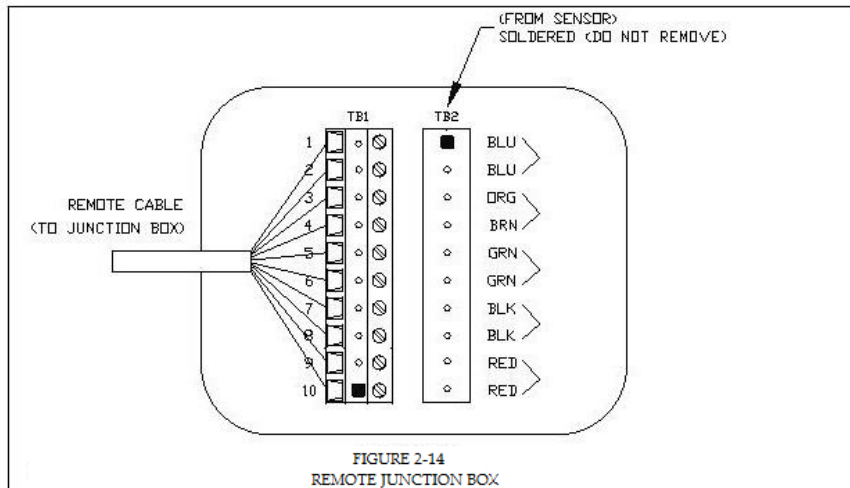 (FROM SENSOR)
SOLDERED (DO NOT REMOVE)
TB1
TB2
1
2
3
4
5
6
7
8
9
10
REMOTE CABLE
(TO JUNCTION BOX)
BLU
BLU
ORG
BRN
GRN
GRN
BLK
BLK
RED
RED
FIGURE 2-14
REMOTE JUNCTION BOX